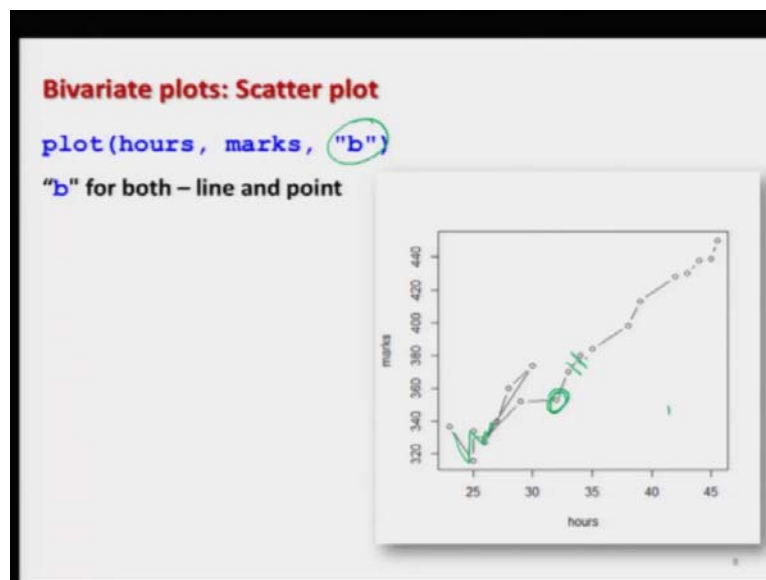 Bivariate plots: Scatter plot
plot(hours, marks, "b")
“b" for both – line and point
440
420
400
380
360
340
320
marks
25 30 35 40 45
hours